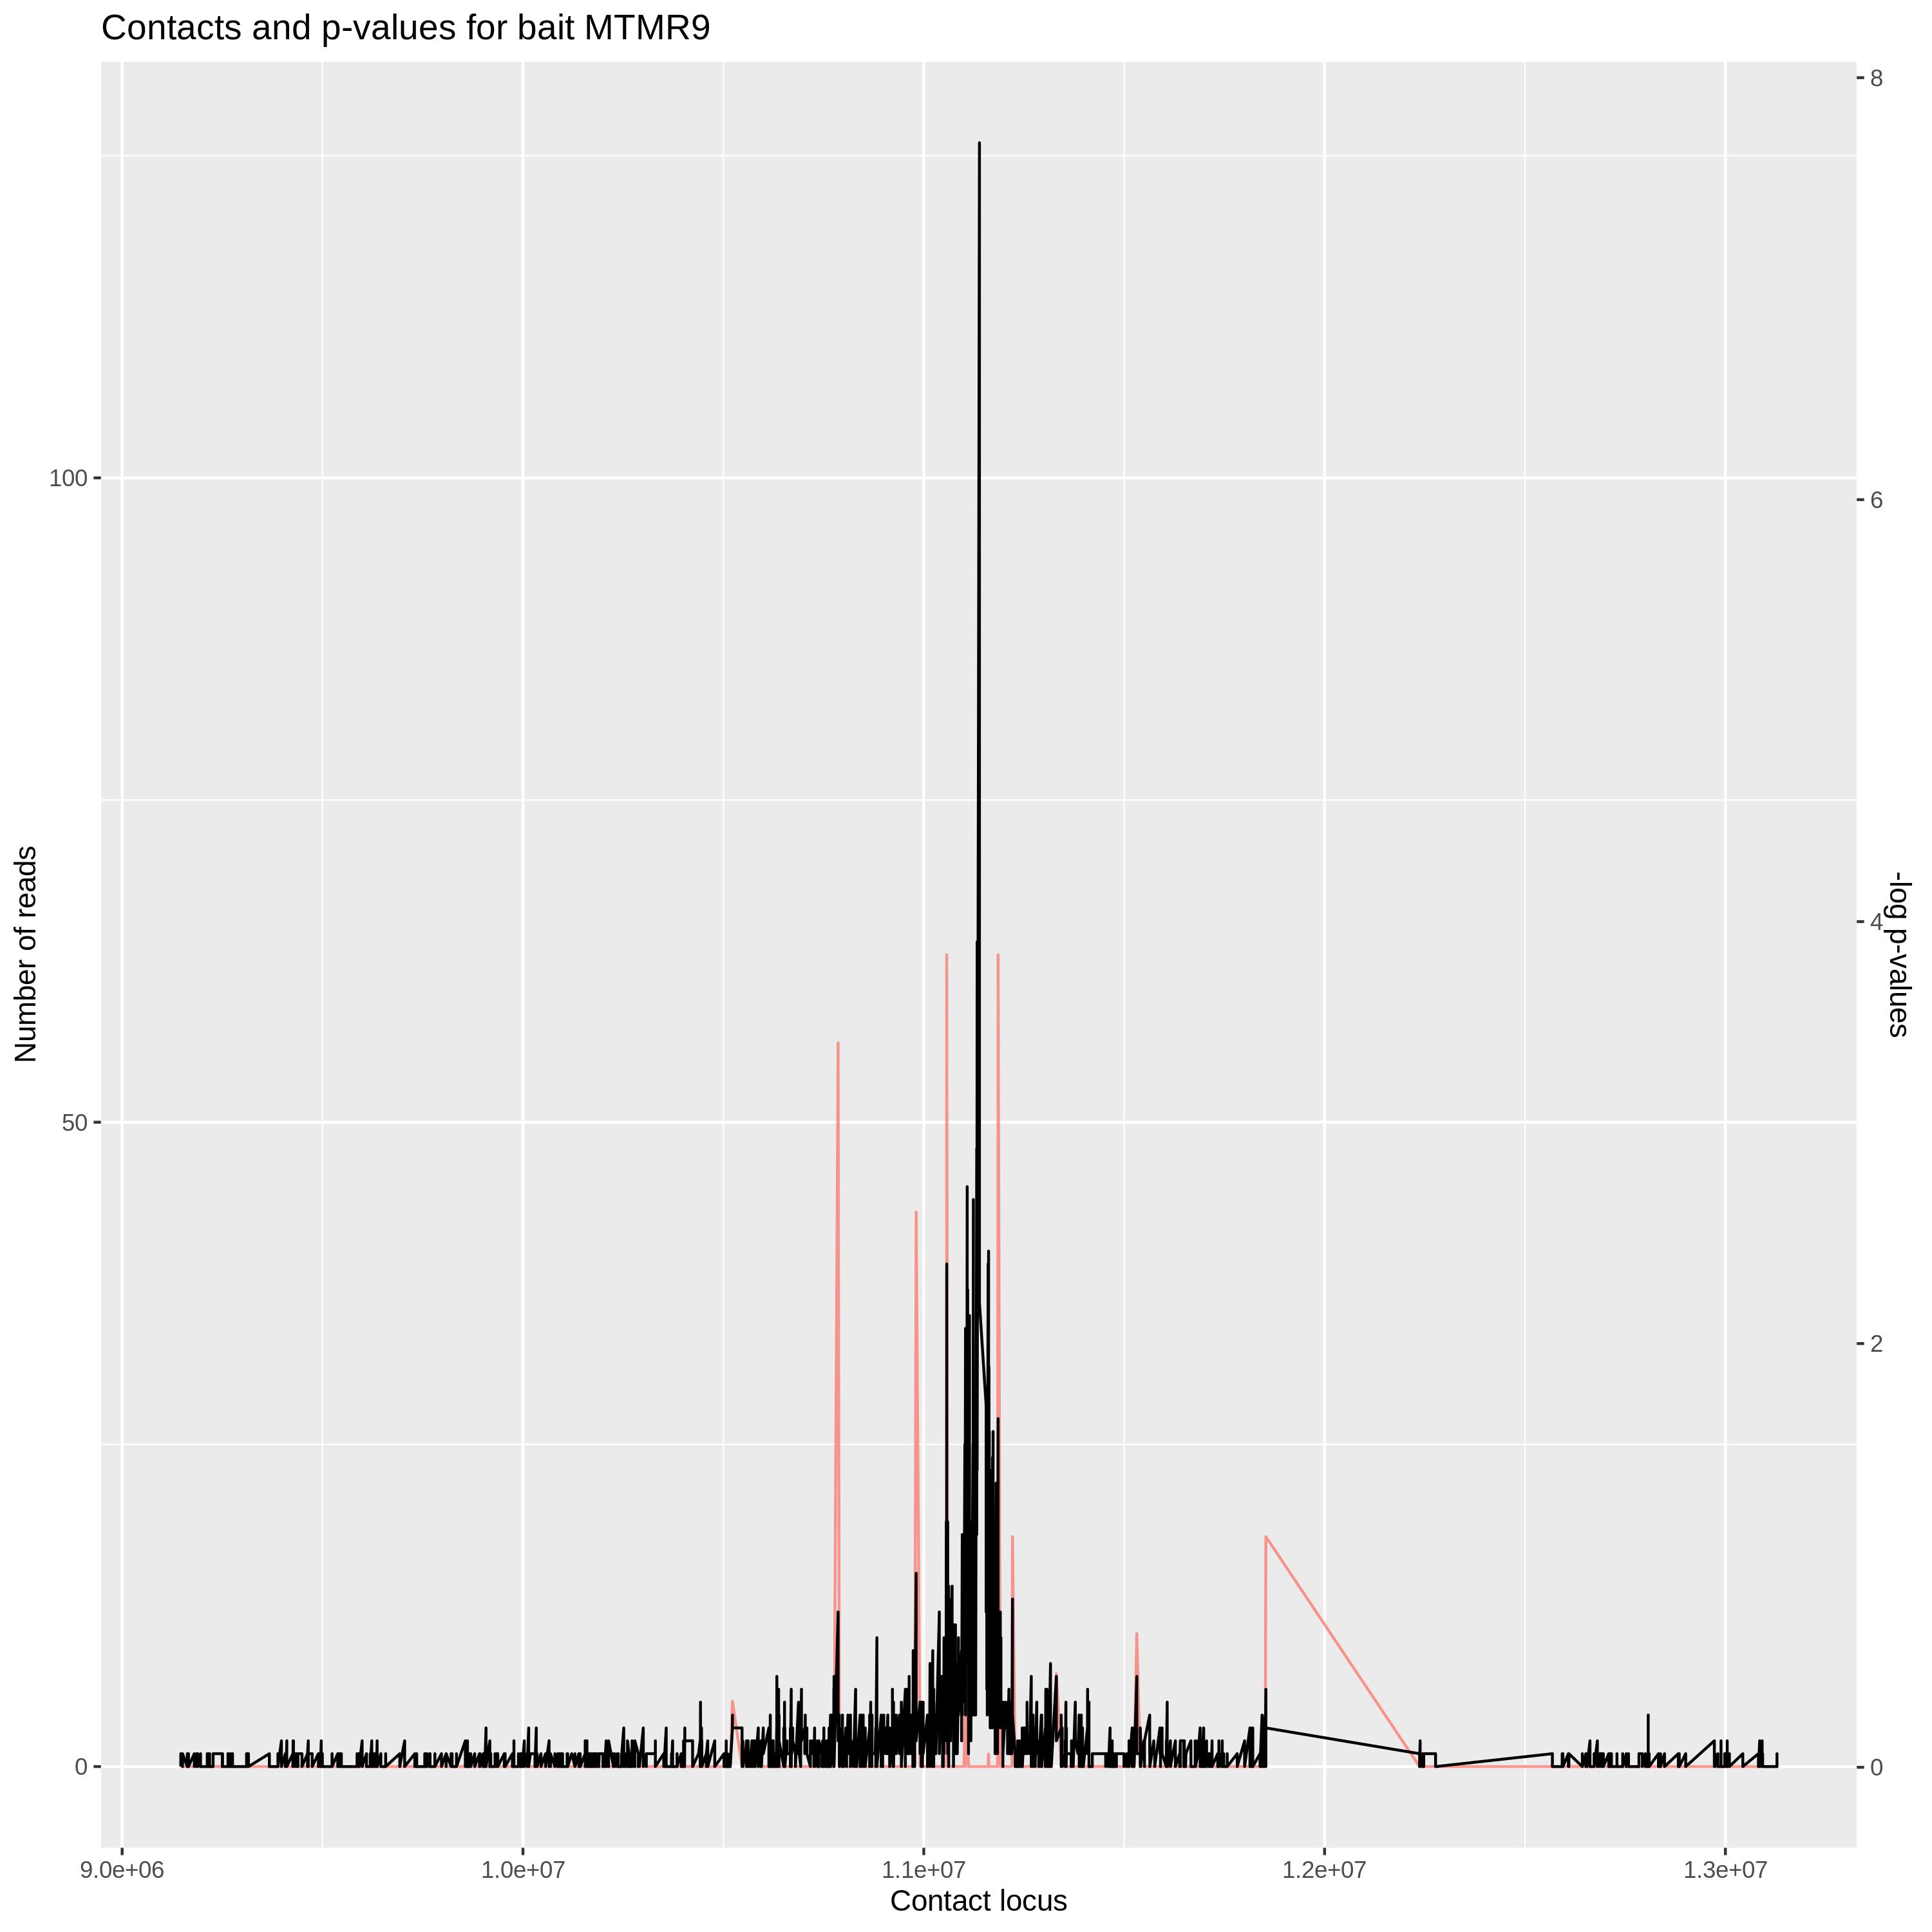 Contacts and p-values for bait MTMR9
8
100
6
Number of reads
4
-log p-values
50
2
0
0
9.0e+06
1.0e+07
1.1e+07
1.2e+07
1.3e+07
Contact locus